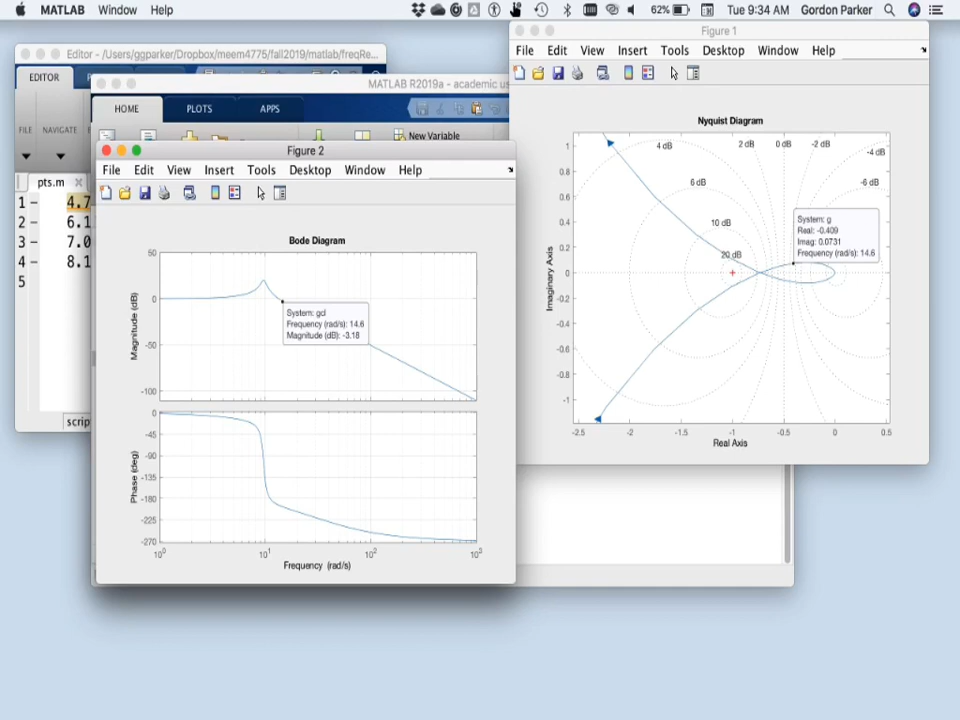 MATLAB Window Help 62% Tue 9:34 AM Gordon Parker
Editor - /Users/ggparker/Dropbox/meem4775/fall2019/matlab/freqRe...
EDITOR
FILE NAVIGATE
pts.m
1 - 4.7
2 - 6.1
3 - 7.0
4 - 8.1
5
script
MATLAB R2019a - academic us
HOME PLOTS APPS
New Variable
Figure 2
File Edit View Insert Tools Desktop Window Help
Bode Diagram
Magnitude (dB)
50
0
-50
-100
System: gcl
Frequency (rad/s): 14.6
Magnitude (dB): -3.18
Phase (deg)
0
-45
-90
-135
-180
-225
-270
10^0 10^1 10^2 10^3
Frequency (rad/s)
Figure 1
File Edit View Insert Tools Desktop Window Help
Nyquist Diagram
Imaginary Axis
1
0.8
0.6
0.4
0.2
0
-0.2
-0.4
-0.6
-0.8
-1
4 dB 2 dB 0 dB -2 dB -4 dB
6 dB -6 dB
10 dB
20 dB
System: g
Real: -0.409
Imag: 0.0731
Frequency (rad/s): 14.6
-2.5 -2 -1.5 -1 -0.5 0 0.5
Real Axis